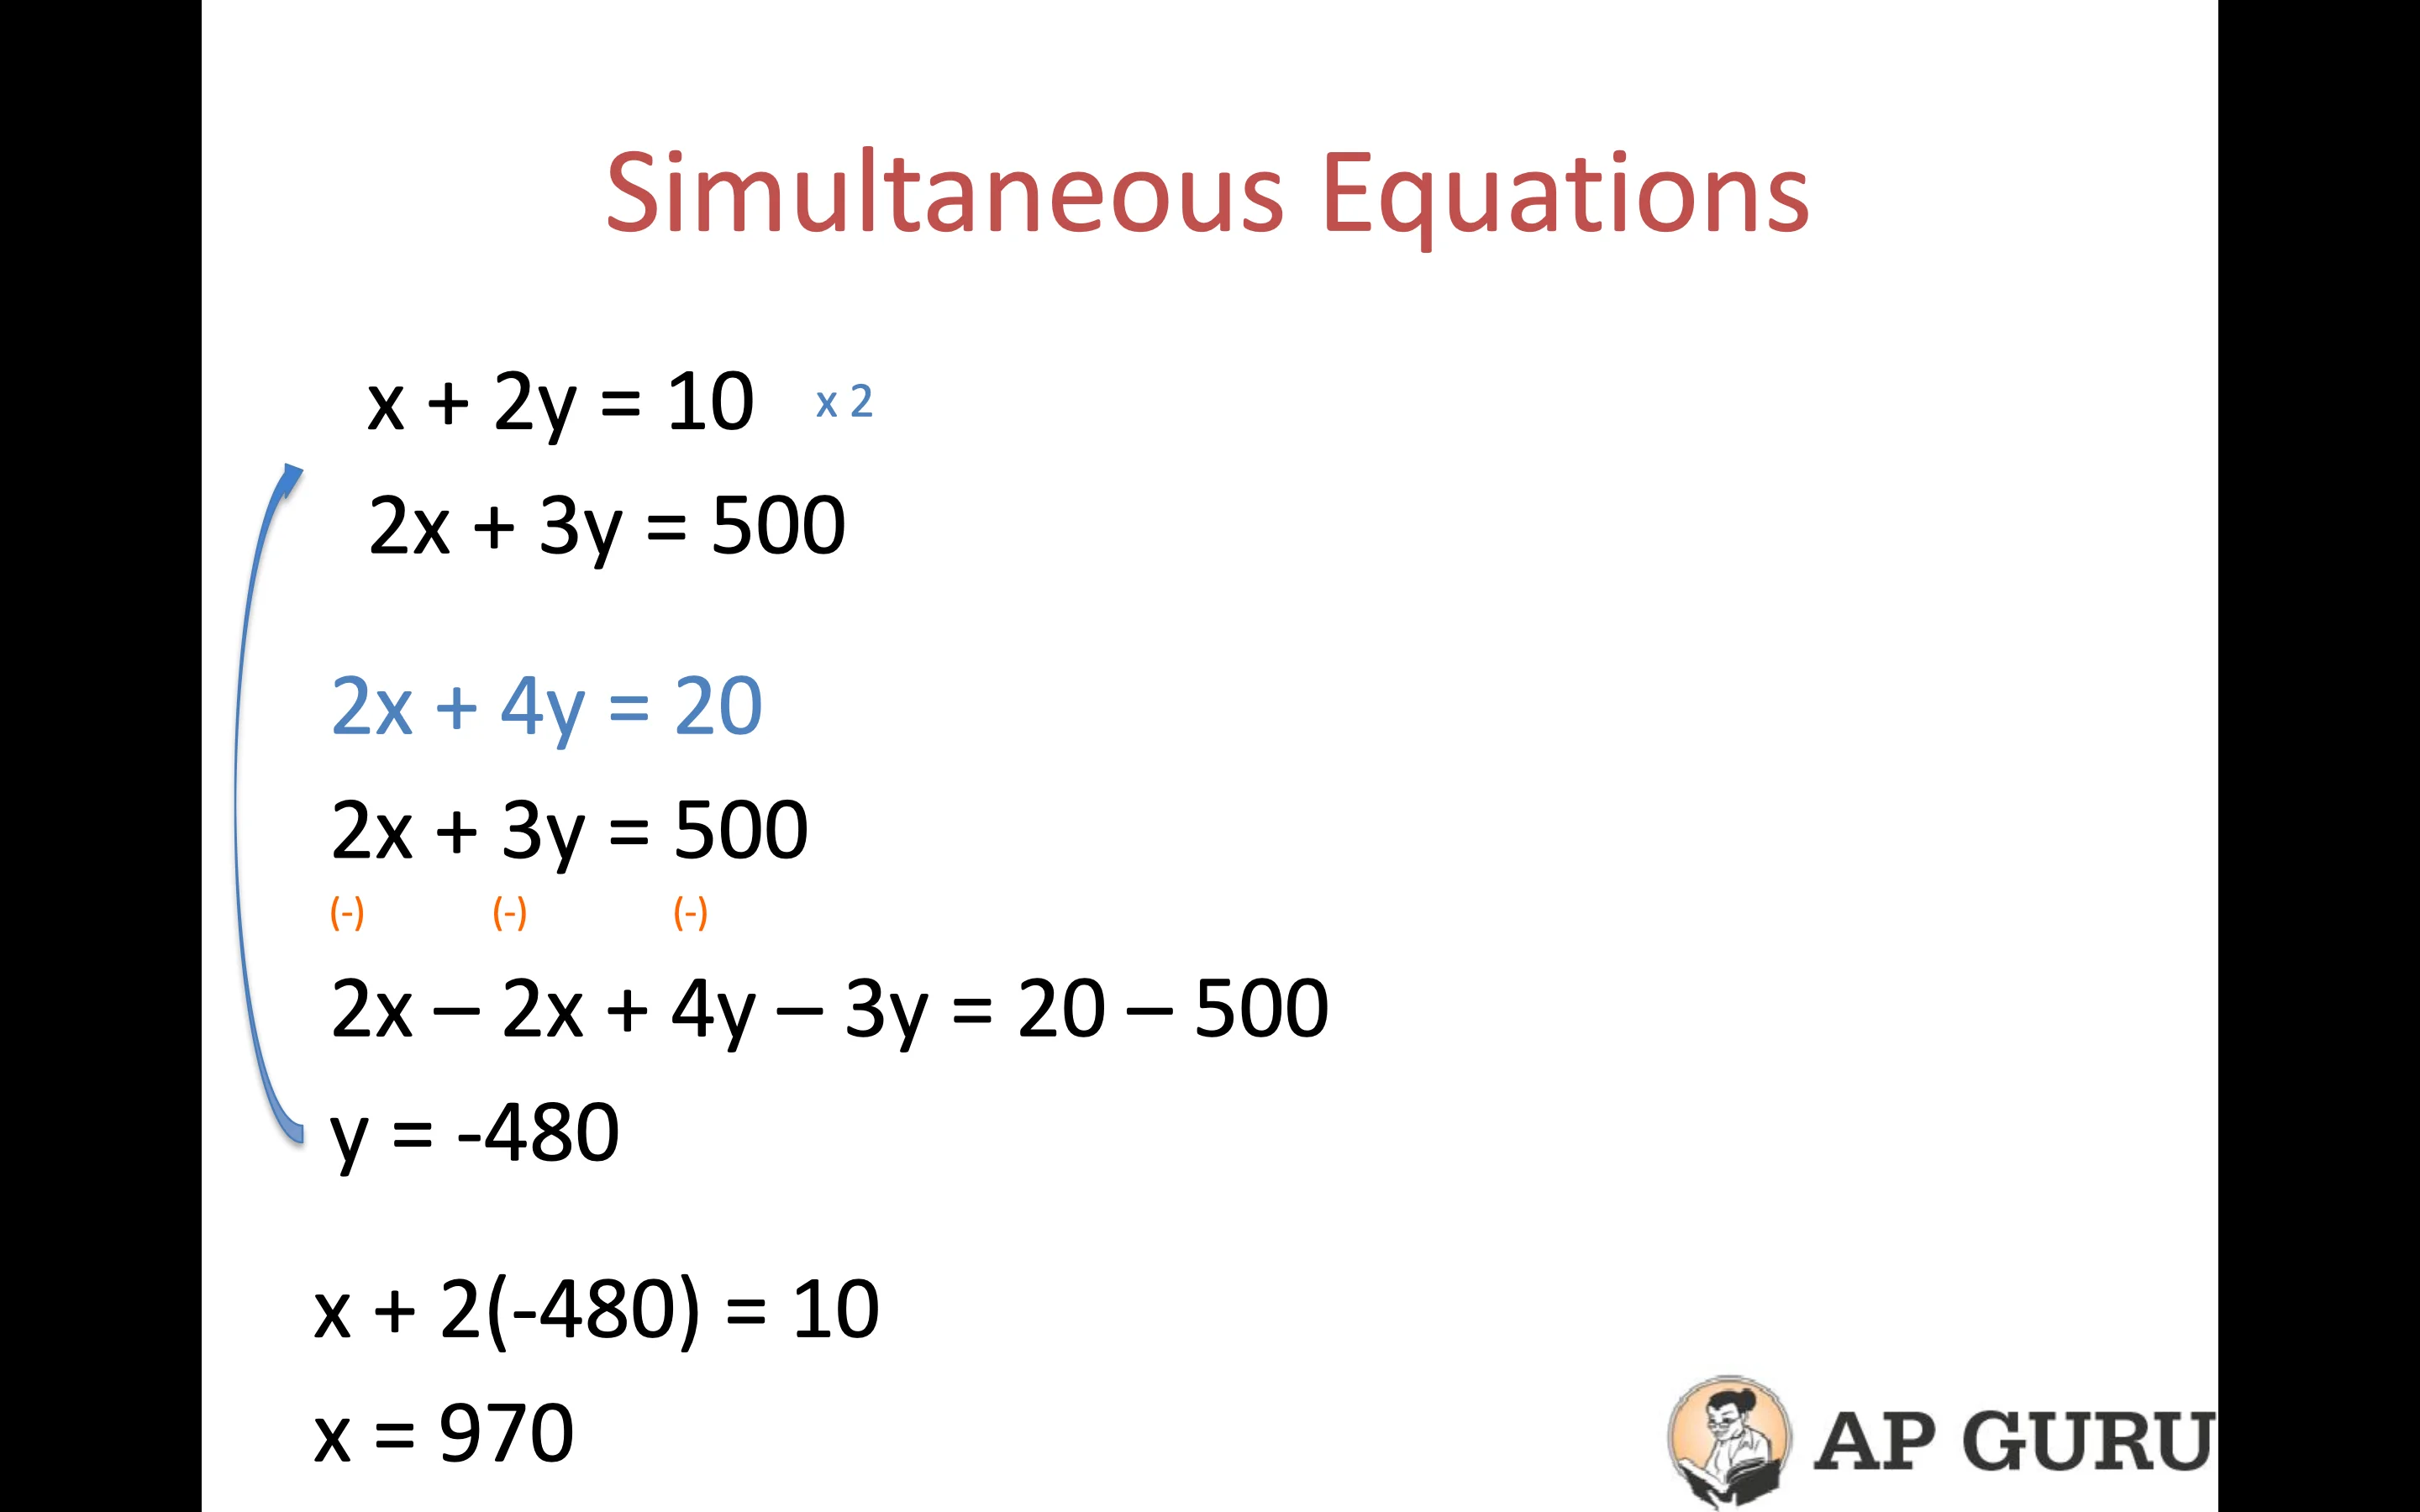 Simultaneous Equations
x + 2y = 10 x 2
2x + 3y = 500
2x + 4y = 20
2x + 3y = 500
(-) (-) (-)
2x – 2x + 4y – 3y = 20 – 500
y = -480
x + 2(-480) = 10
x = 970
AP GURU